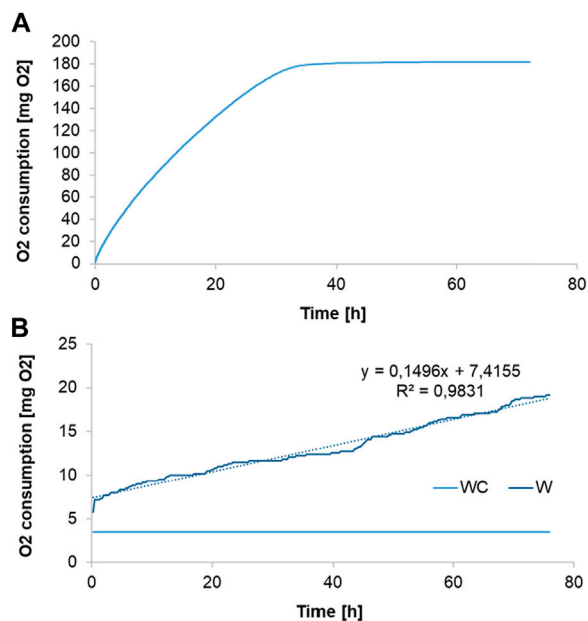 A
O2 consumption [mg O2]
200
180
160
140
120
100
80
60
40
20
0
0 20 40 60 80
Time [h]
B
O2 consumption [mg O2]
25
20
15
10
5
0
y = 0,1496x + 7,4155
R² = 0,9831
WC W
0 20 40 60 80
Time [h]